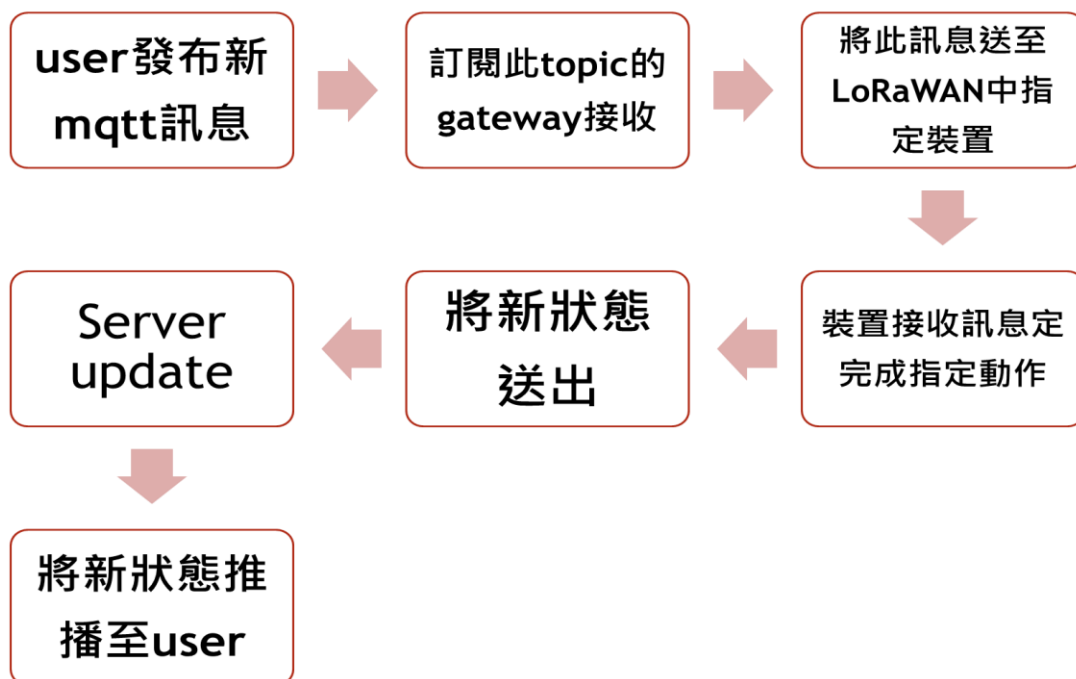 user發布新
mqtt訊息
訂閱此topic的
gateway接收
將此訊息送至
LoRaWAN中指
定裝置
裝置接收訊息定
完成指定動作
將新狀態
送出
Server
update
將新狀態推
播至user